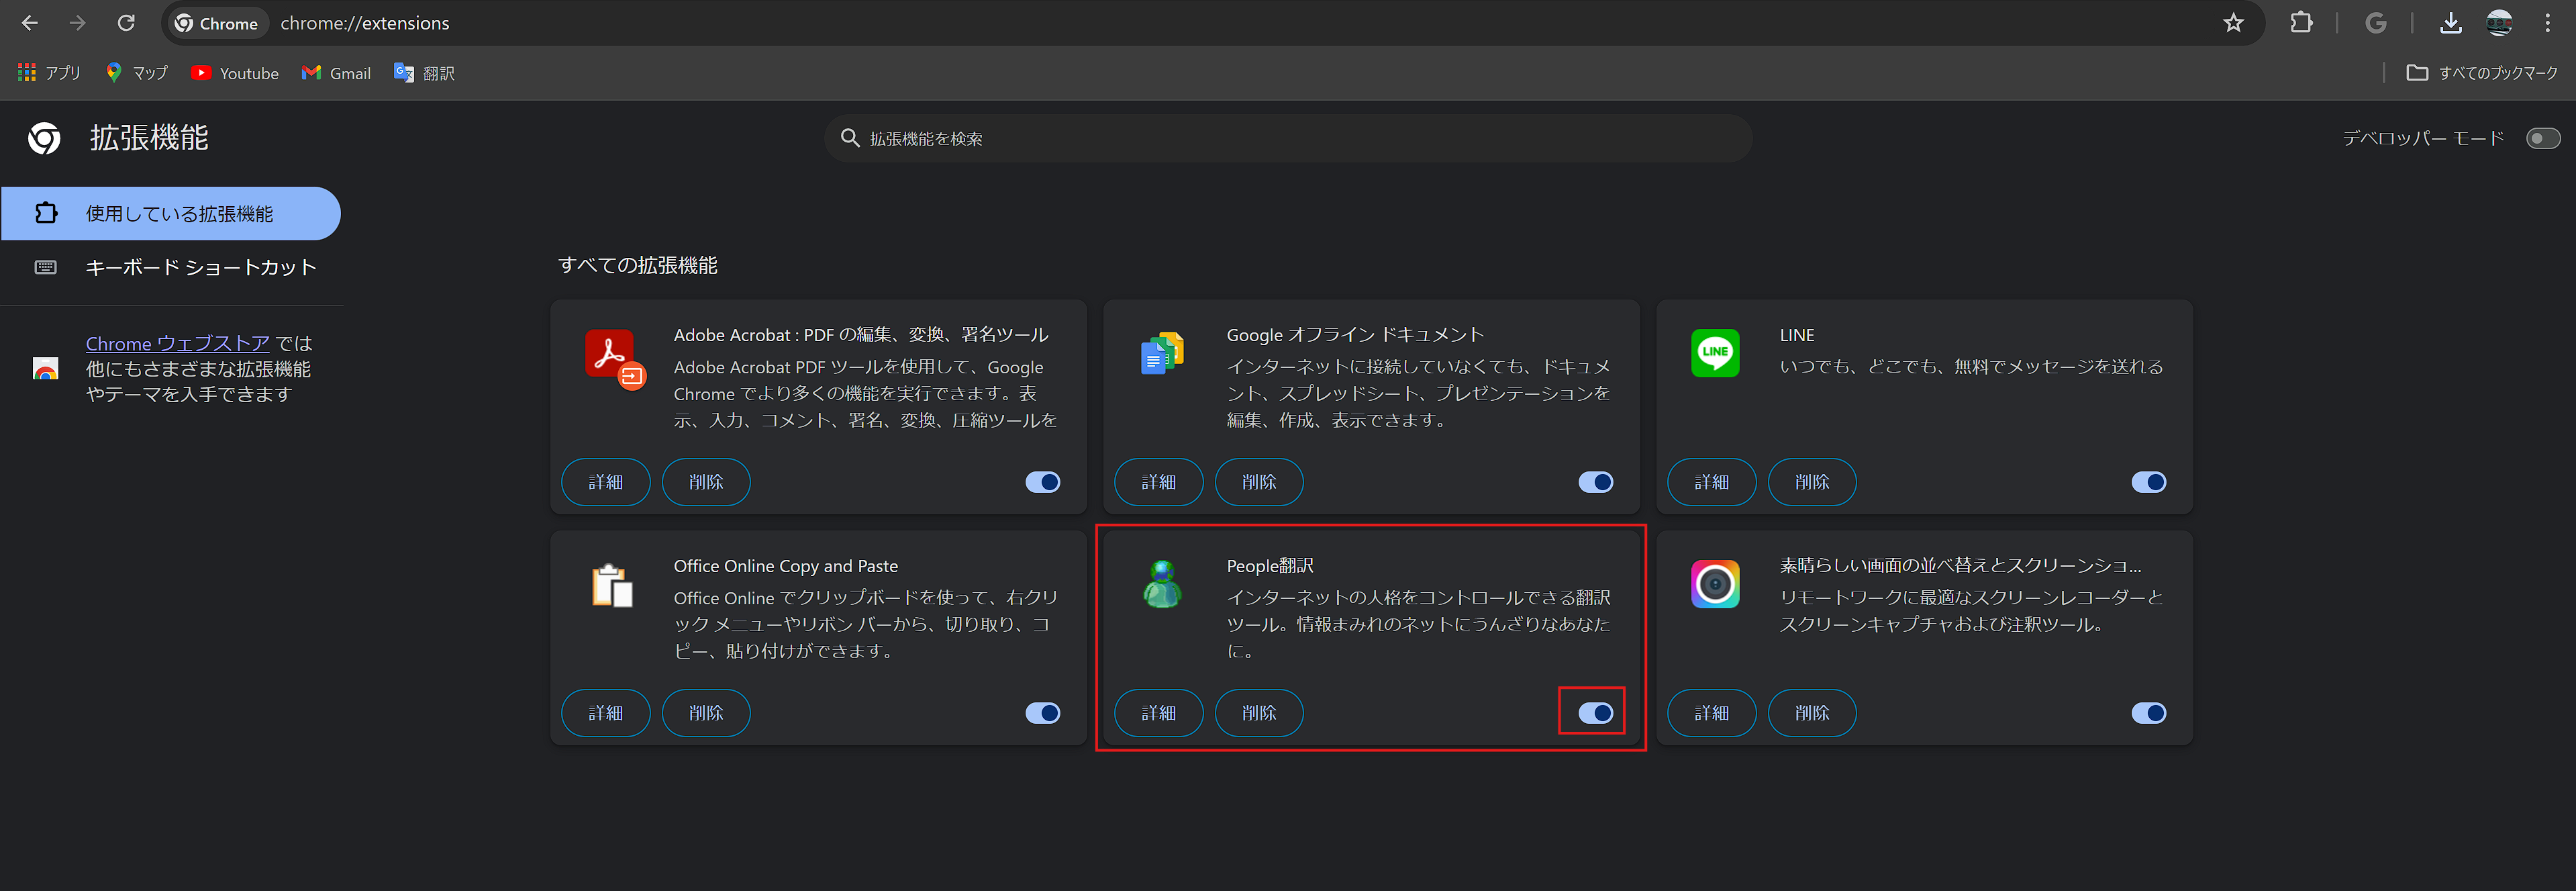 Chrome
chrome://extensions
アプリ
マップ
Youtube
Gmail
翻訳
すべてのブックマーク
拡張機能
拡張機能を検索
デベロッパー モード
使用している拡張機能
キーボード ショートカット
Chrome ウェブストア では
他にもさまざまな拡張機能
やテーマを入手できます
すべての拡張機能
Adobe Acrobat : PDF の編集、変換、署名ツール
Adobe Acrobat PDF ツールを使用して、Google
Chrome でより多くの機能を実行できます。表
示、入力、コメント、署名、変換、圧縮ツールを
詳細
削除
Google オフライン ドキュメント
インターネットに接続していなくても、ドキュメ
ント、スプレッドシート、プレゼンテーションを
編集、作成、表示できます。
詳細
削除
LINE
LINE
いつでも、どこでも、無料でメッセージを送れる
詳細
削除
Office Online Copy and Paste
Office Online でクリップボードを使って、右クリ
ック メニューやリボン バーから、切り取り、コ
ピー、貼り付けができます。
詳細
削除
People翻訳
インターネットの人格をコントロールできる翻訳
ツール。情報まみれのネットにうんざりなあなた
に。
詳細
削除
素晴らしい画面の並べ替えとスクリーンショ...
リモートワークに最適なスクリーンレコーダーと
スクリーンキャプチャおよび注釈ツール。
詳細
削除